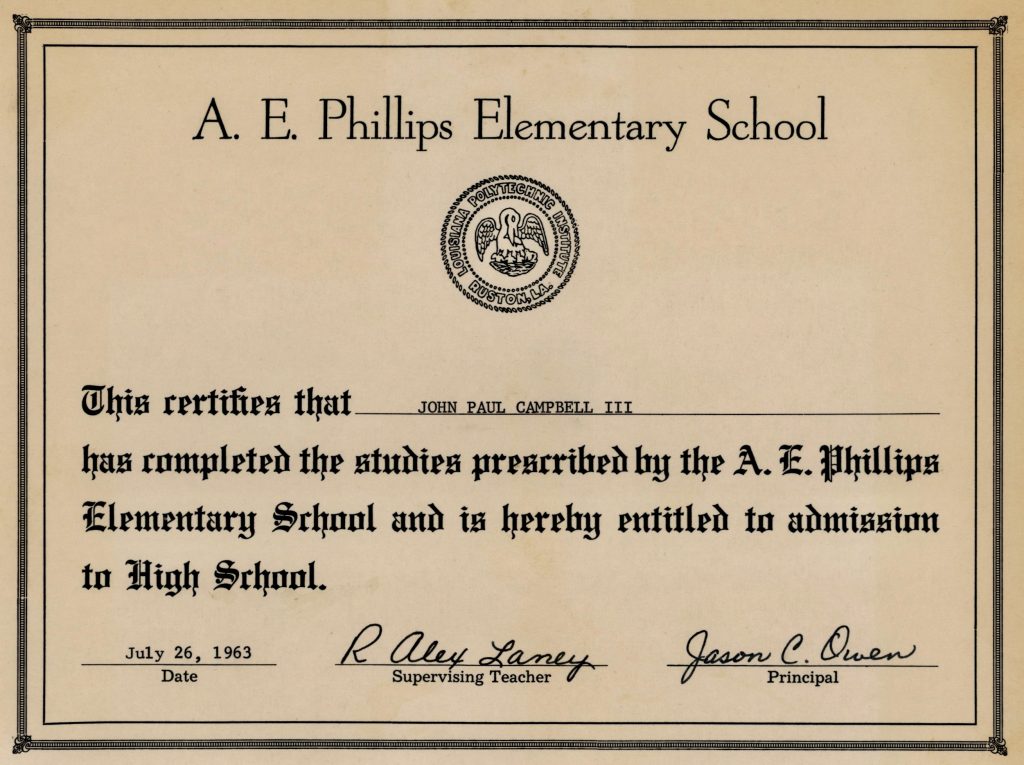 A. E. Phillips Elementary School
LOUISIANA POLYTECHNIC INSTITUTE
RUSTON, LA.
This certifies that JOHN PAUL CAMPBELL III
has completed the studies prescribed by the A. E. Phillips
Elementary School and is hereby entitled to admission
to High School.
July 26, 1963 R Alex Laney Jason C. Owen
Date Supervising Teacher Principal